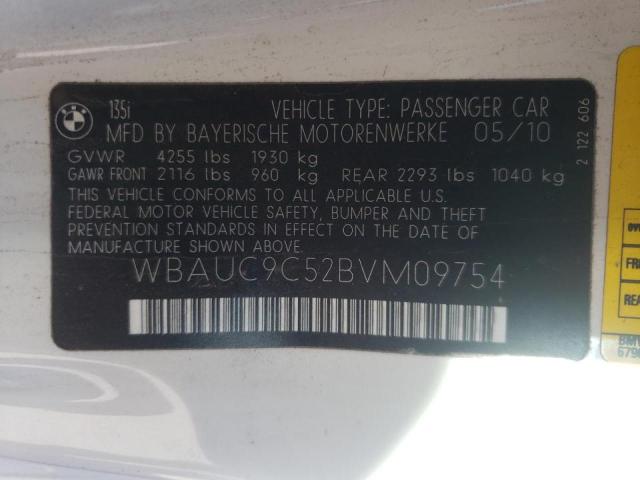 BMW
135i VEHICLE TYPE: PASSENGER CAR
MFD BY BAYERISCHE MOTORENWERKE 05/10
GVWR 4255 lbs 1930 kg
GAWR FRONT 2116 lbs 960 kg REAR 2293 lbs 1040 kg
THIS VEHICLE CONFORMS TO ALL APPLICABLE U.S.
FEDERAL MOTOR VEHICLE SAFETY, BUMPER AND THEFT
PREVENTION STANDARDS IN EFFECT ON THE DATE
OF MANUFACTURE SHOWN ABOVE.
WBAUC9C52BVM09754
2 122 606